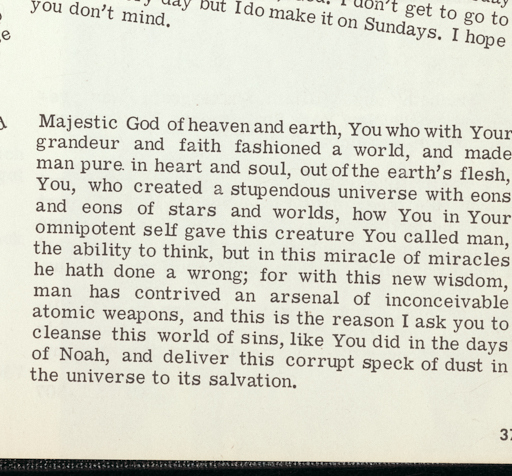 day but I do make it on Sundays. I hope
don't get to go to
you don't mind.
e
Majestic God of heaven and earth, You who with Your
grandeur and faith fashioned a world, and made
man pure. in heart and soul, out of the earth's flesh,
You, who created a stupendous universe with eons
and eons of stars and worlds, how You in Your
omnipotent self gave this creature You called man,
the ability to think, but in this miracle of miracles
he hath done a wrong; for with this new wisdom,
man has contrived an arsenal of inconceivable
atomic weapons, and this is the reason I ask you to
cleanse this world of sins, like You did in the days
of Noah, and deliver this corrupt speck of dust in
the universe to its salvation.